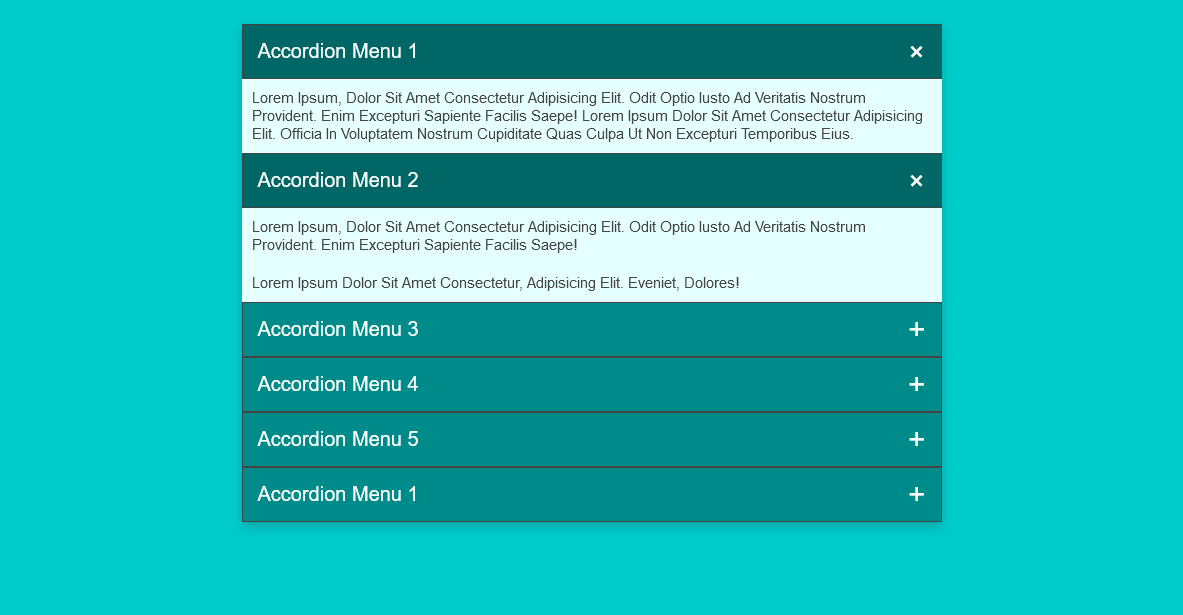 Accordion Menu 1 ×
Lorem Ipsum, Dolor Sit Amet Consectetur Adipisicing Elit. Odit Optio Iusto Ad Veritatis Nostrum
Provident. Enim Excepturi Sapiente Facilis Saepe! Lorem Ipsum Dolor Sit Amet Consectetur Adipisicing
Elit. Officia In Voluptatem Nostrum Cupiditate Quas Culpa Ut Non Excepturi Temporibus Eius.
Accordion Menu 2 ×
Lorem Ipsum, Dolor Sit Amet Consectetur Adipisicing Elit. Odit Optio Iusto Ad Veritatis Nostrum
Provident. Enim Excepturi Sapiente Facilis Saepe!
Lorem Ipsum Dolor Sit Amet Consectetur, Adipisicing Elit. Eveniet, Dolores!
Accordion Menu 3 +
Accordion Menu 4 +
Accordion Menu 5 +
Accordion Menu 1 +